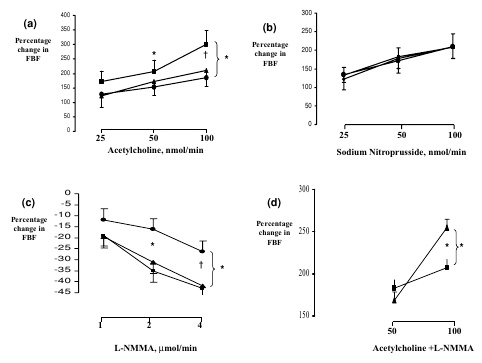 (a)
Percentage
change in
FBF
400
350
300
250
200
150
100
50
0
*
†
*
25 50 100
Acetylcholine, nmol/min
(b)
Percentage
change in
FBF
300
250
200
150
100
50
0
25 50 100
Sodium Nitroprusside, nmol/min
(c)
Percentage
change in
FBF
0
-5
-10
-15
-20
-25
-30
-35
-40
-45
*
†
*
1 2 4
L-NMMA, μmol/min
(d)
Percentage
change in
FBF
300
250
200
150
* *
50 100
Acetylcholine +L-NMMA